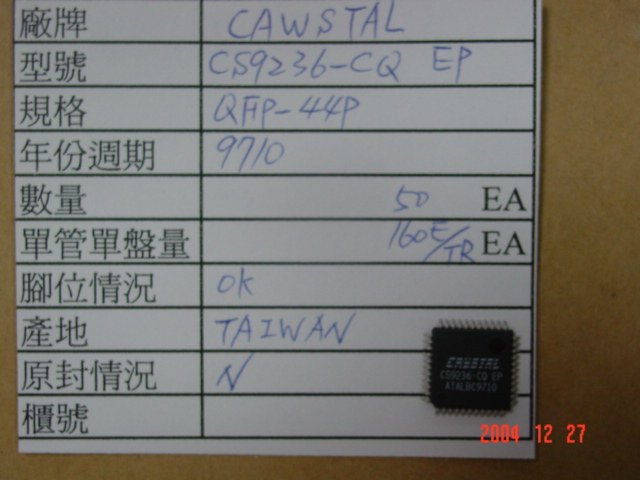 廠牌 CAWSTAL
型號 CS9236-CQ EP
規格 QFP-44P
年份週期 9710
數量 50 EA
單管單盤量 160E/TR EA
腳位情況 OK
產地 TAIWAN
原封情況 N
櫃號
CRYSTAL
CS9236-CQ EP
ATALBC9710
2004 12 27